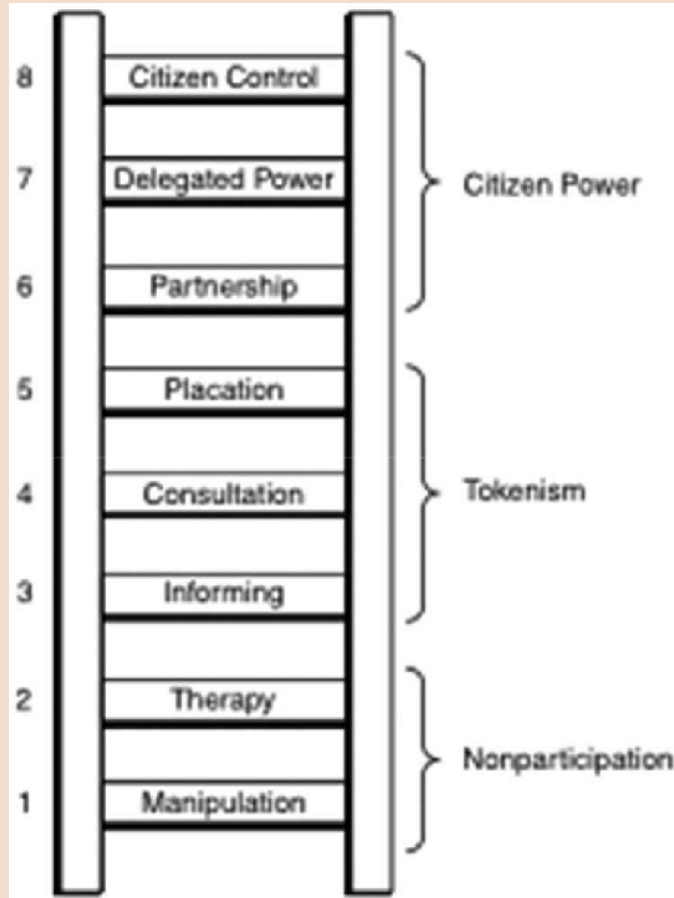 8 Citizen Control
7 Delegated Power Citizen Power
6 Partnership
5 Placation
4 Consultation Tokenism
3 Informing
2 Therapy
Nonparticipation
1 Manipulation